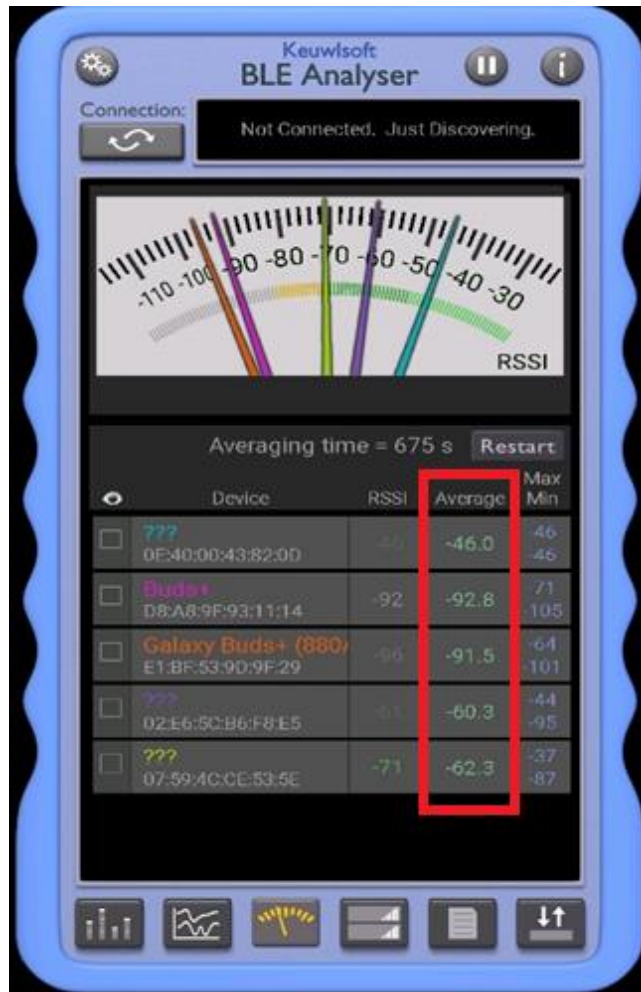 Keuwlsoft
BLE Analyser
Connection:
Not Connected. Just Discovering.
-110 -100 -90 -80 -70 -60 -50 -40 -30
RSSI
Averaging time = 675 s Restart
Device RSSI Average Max
Min
??? -46 -46.0 -46
0E:40:00:43:82:0D -46
Buds+ -92 -92.8 -71
D8:A8:9F:93:11:14 -105
Galaxy Buds+ (880 -96 -91.5 -64
E1:BF:53:9D:9F:29 -101
??? -61 -60.3 -44
02:E6:5C:B6:F8:E5 -95
??? -71 -62.3 -37
07:59:4C:CE:53:5E -87